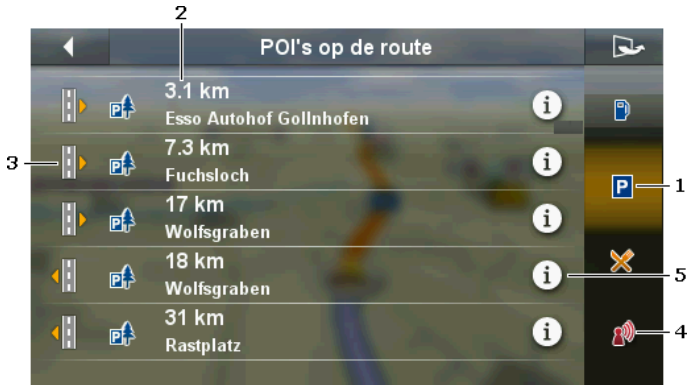 2
POI's op de route
3.1 km
Esso Autohof Gollnhofen
7.3 km
3
Fuchsloch
P
1
17 km
Wolfsgraben
18 km
Wolfsgraben
5
31 km
Rastplatz
4